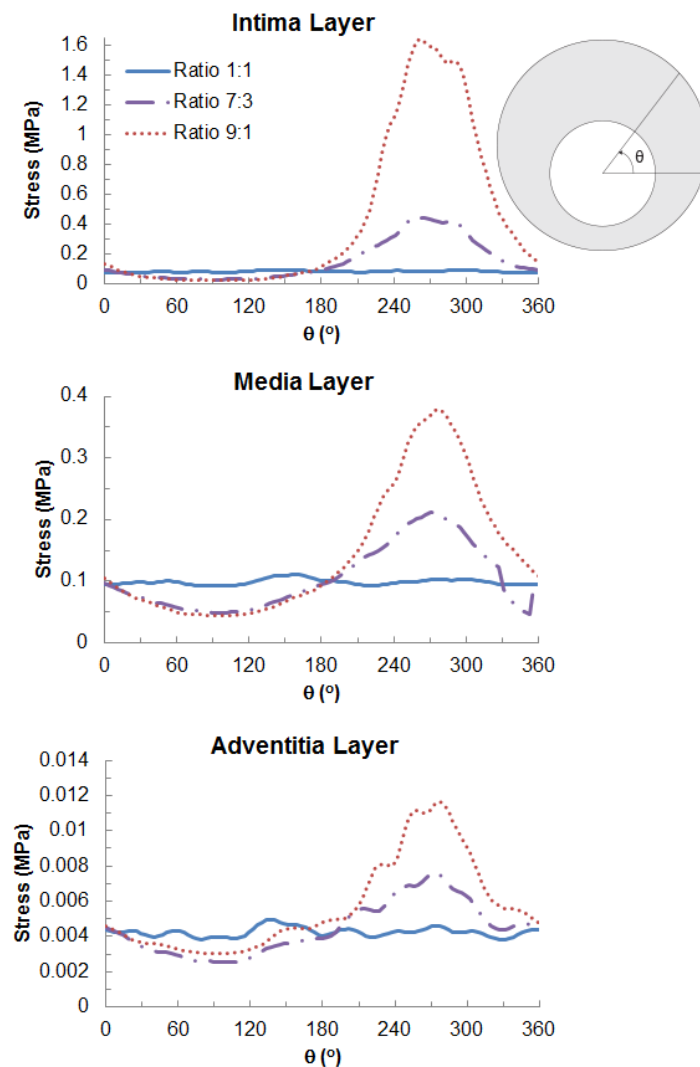 Intima Layer
Ratio 1:1
Ratio 7:3
Ratio 9:1
Stress (MPa)
1.6
1.4
1.2
1
0.8
0.6
0.4
0.2
0
0 60 120 180 240 300 360
θ (º)
θ
Media Layer
Stress (MPa)
0.4
0.3
0.2
0.1
0
0 60 120 180 240 300 360
θ (º)
Adventitia Layer
Stress (MPa)
0.014
0.012
0.01
0.008
0.006
0.004
0.002
0
0 60 120 180 240 300 360
θ (º)